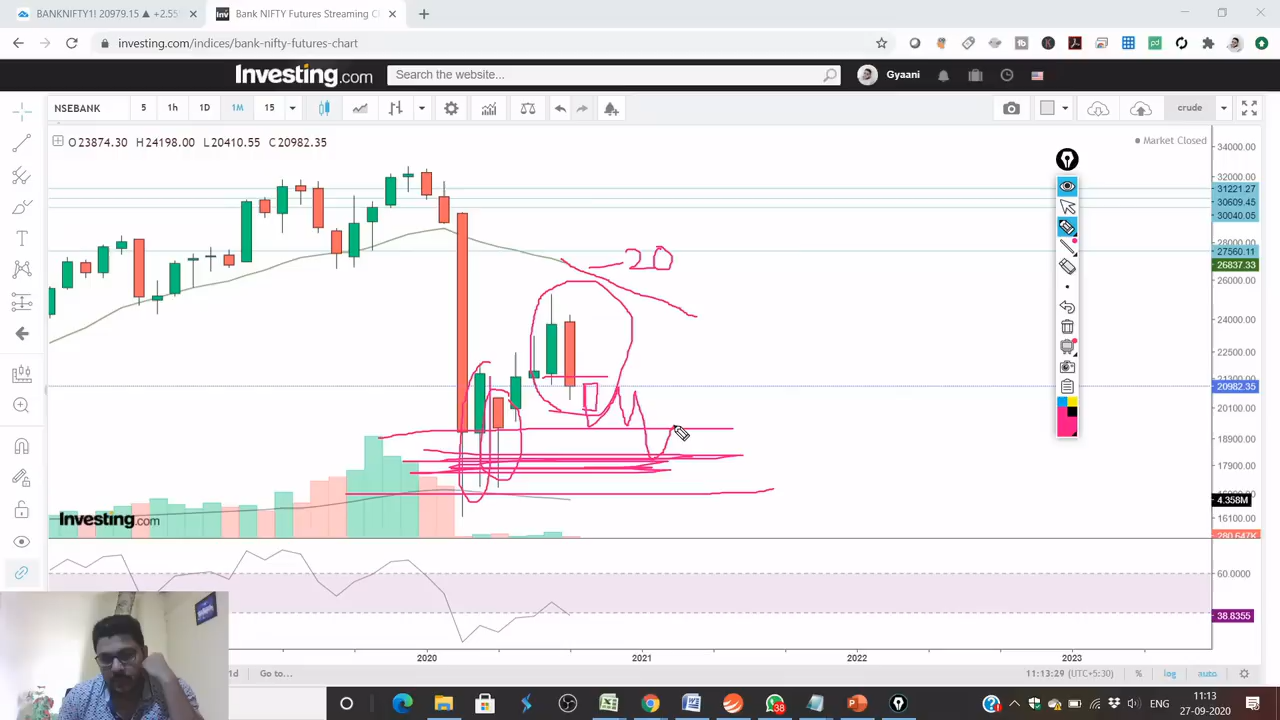 BANKNIFTY1! 20979.15 ▲ +2.55 × Bank NIFTY Futures Streaming C × +
investing.com/indices/bank-nifty-futures-chart
Investing.com Search the website... Gyaani
NSEBANK 5 1h 1D 1M 15 crude
O23874.30 H24198.00 L20410.55 C20982.35 Market Closed
34000.00
32000.00
31221.27
30609.45
30040.05
28000.00
27560.11
26837.33
20
26000.00
24000.00
22500.00
20982.35
20100.00
18900.00
17900.00
4.358M
16100.00
Investing.com
280.647K
60.0000
38.8355
2020 2021 2022 2023
1d Go to... 11:13:29 (UTC+5:30) % log auto
38
11:13
27-09-2020